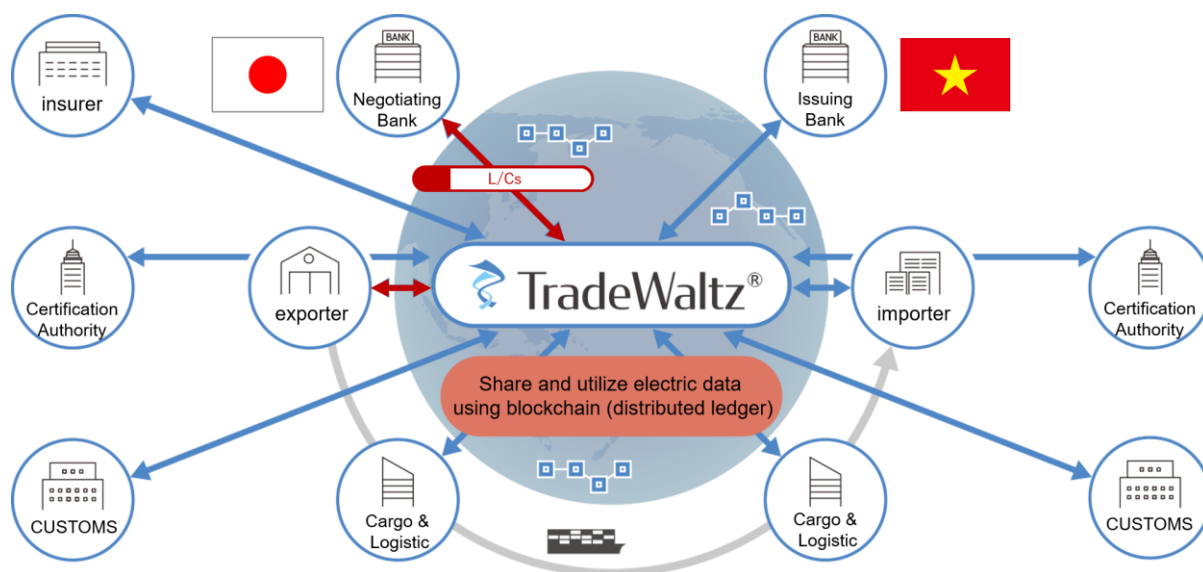 BANK
BANK
insurer
Negotiating
Bank
Issuing
Bank
L/Cs
Certification
Authority
exporter
TradeWaltz®
importer
Certification
Authority
Share and utilize electric data
using blockchain (distributed ledger)
CUSTOMS
Cargo &
Logistic
Cargo &
Logistic
CUSTOMS